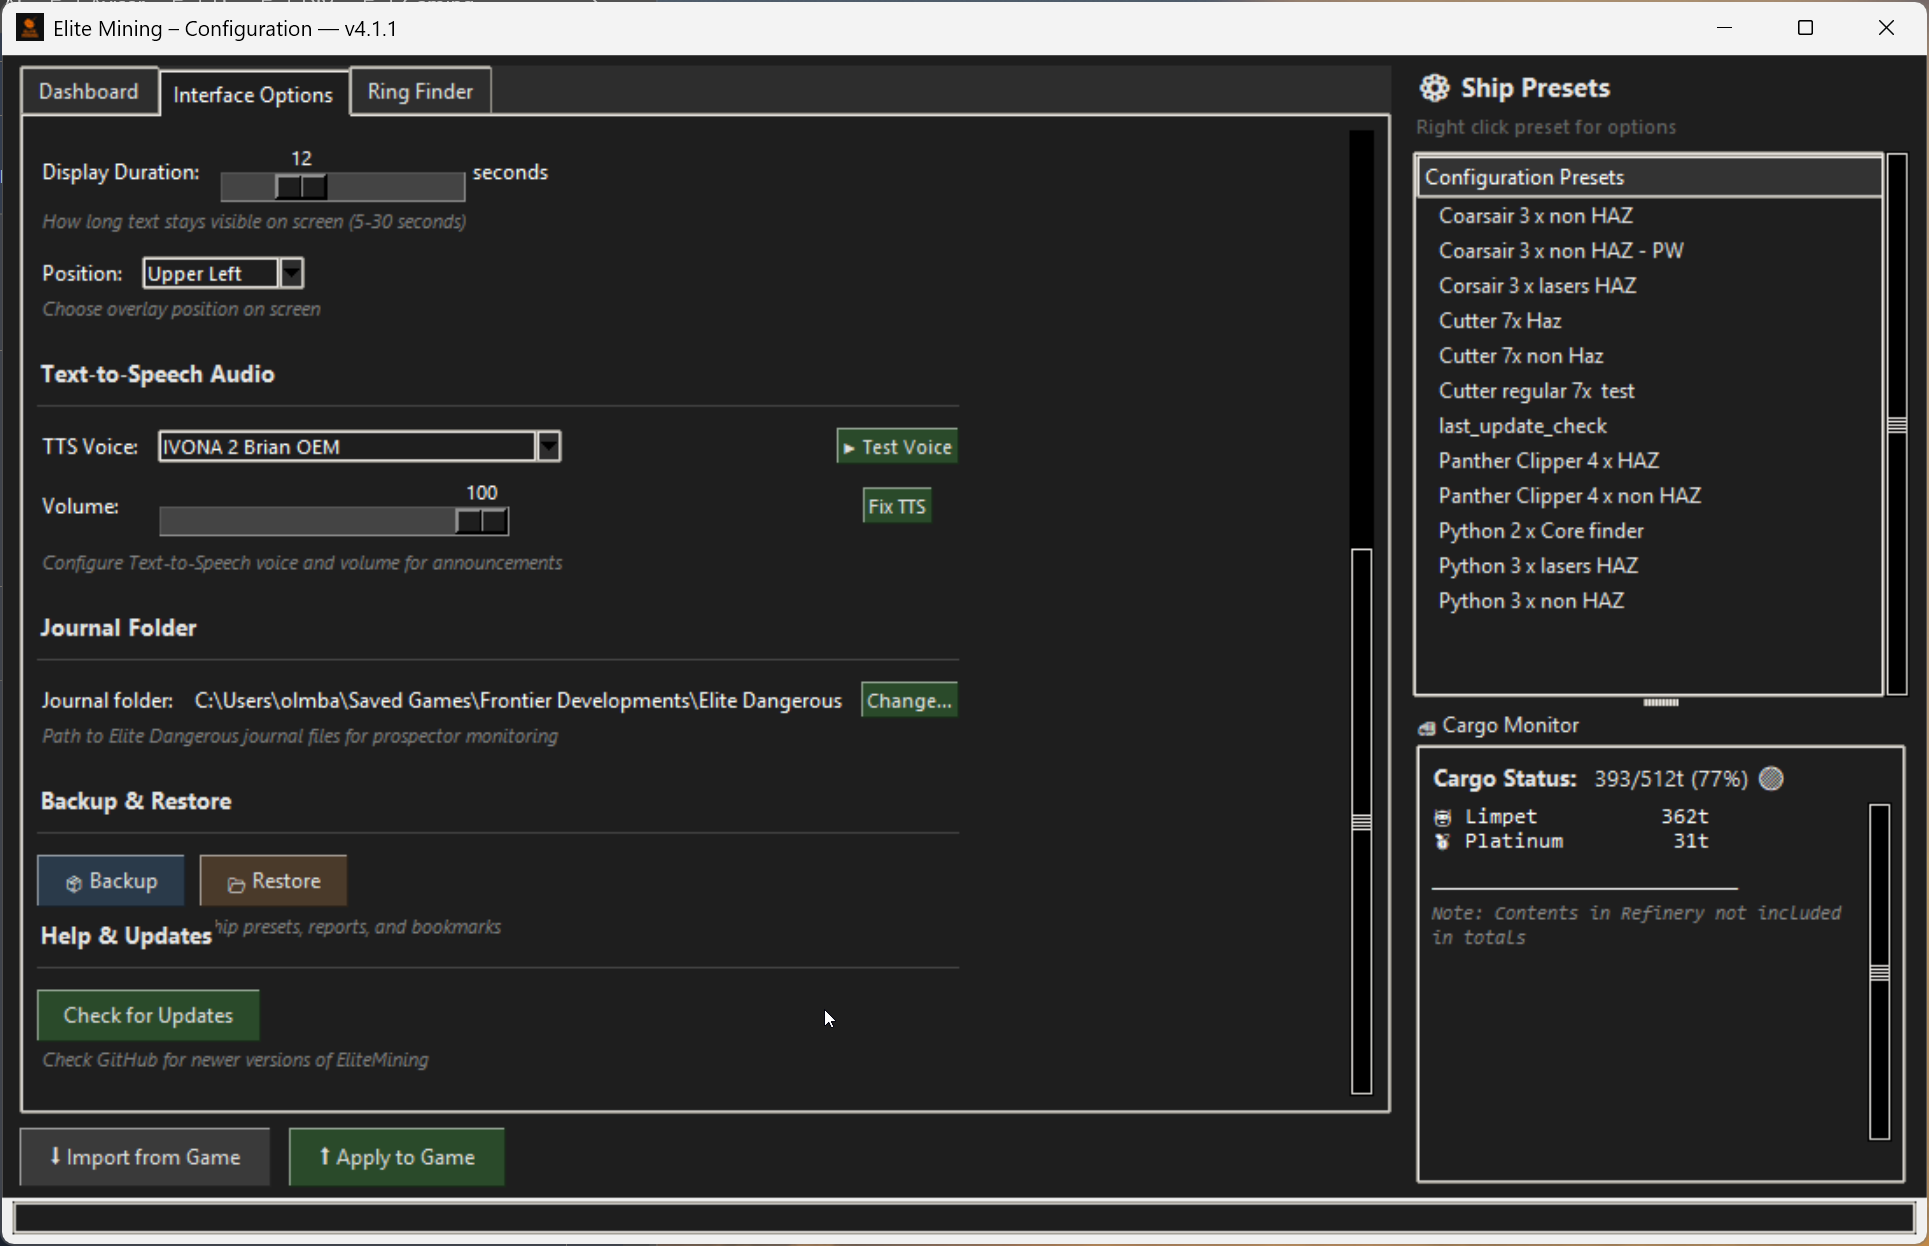 Elite Mining – Configuration — v4.1.1
Dashboard
Interface Options
Ring Finder
Display Duration:
12
seconds
How long text stays visible on screen (5-30 seconds)
Position:
Upper Left
Choose overlay position on screen
Text-to-Speech Audio
TTS Voice:
IVONA 2 Brian OEM
▸ Test Voice
Volume:
100
Fix TTS
Configure Text-to-Speech voice and volume for announcements
Journal Folder
Journal folder:
C:\Users\olmba\Saved Games\Frontier Developments\Elite Dangerous
Change...
Path to Elite Dangerous journal files for prospector monitoring
Backup & Restore
Backup
Restore
presets, reports, and bookmarks
Help & Updates
Check for Updates
Check GitHub for newer versions of EliteMining
⭳ Import from Game
⭡ Apply to Game
Ship Presets
Right click preset for options
Configuration Presets
Coarsair 3 x non HAZ
Coarsair 3 x non HAZ - PW
Corsair 3 x lasers HAZ
Cutter 7x Haz
Cutter 7x non Haz
Cutter regular 7x  test
last_update_check
Panther Clipper 4 x HAZ
Panther Clipper 4 x non HAZ
Python 2 x Core finder
Python 3 x lasers HAZ
Python 3 x non HAZ
Cargo Monitor
Cargo Status: 393/512t (77%)
Limpet 362t
Platinum 31t
Note: Contents in Refinery not included
in totals